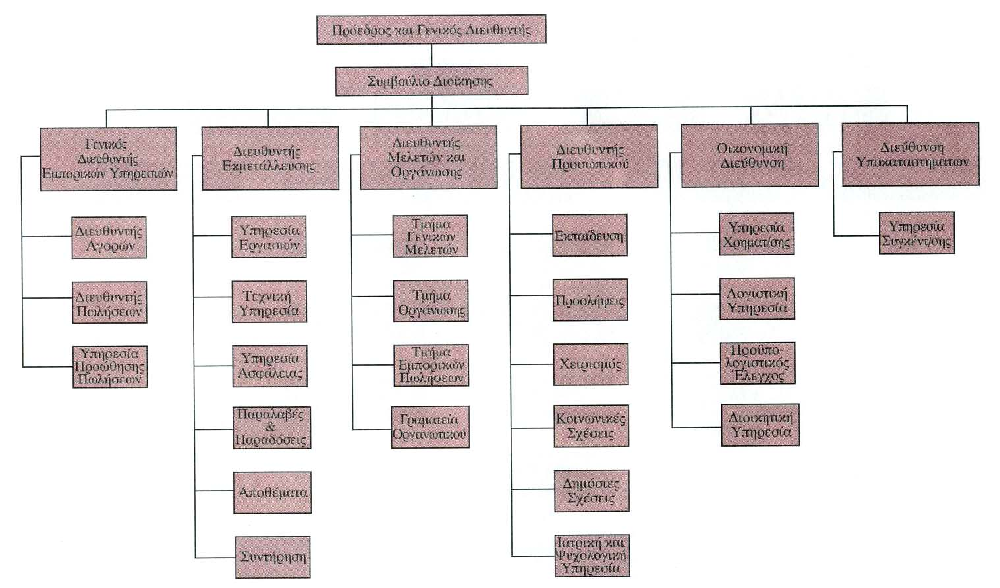 Πρόεδρος και Γενικός Διευθυντής
Συμβούλιο Διοίκησης
Γενικός
Διευθυντής
Εμπορικών Υπηρεσιών
Διευθυντής
Αγορών
Διευθυντής
Πωλήσεων
Υπηρεσία
Προώθησης
Πωλήσεων
Διευθυντής
Εκμετάλλευσης
Υπηρεσία
Εργασιών
Τεχνική
Υπηρεσία
Υπηρεσία
Ασφάλειας
Παραλαβές
&
Παραδόσεις
Αποθέματα
Συντήρηση
Διευθυντής
Μελετών και
Οργάνωσης
Τμήμα
Γενικών
Μελετών
Τμήμα
Οργάνωσης
Τμήμα
Εμπορικών
Πωλήσεων
Γραματεία
Οργανωτικού
Διευθυντής
Προσωπικού
Εκπαίδευση
Προσλήψεις
Χειρισμός
Κοινωνικές
Σχέσεις
Δημόσιες
Σχέσεις
Ιατρική και
Ψυχολογική
Υπηρεσία
Οικονομική
Διεύθυνση
Υπηρεσία
Χρηματ/σης
Λογιστική
Υπηρεσία
Προϋπο-
λογιστικός
Έλεγχος
Διοικητική
Υπηρεσία
Διεύθυνση
Υποκαταστημάτων
Υπηρεσία
Συγκέντ/σης